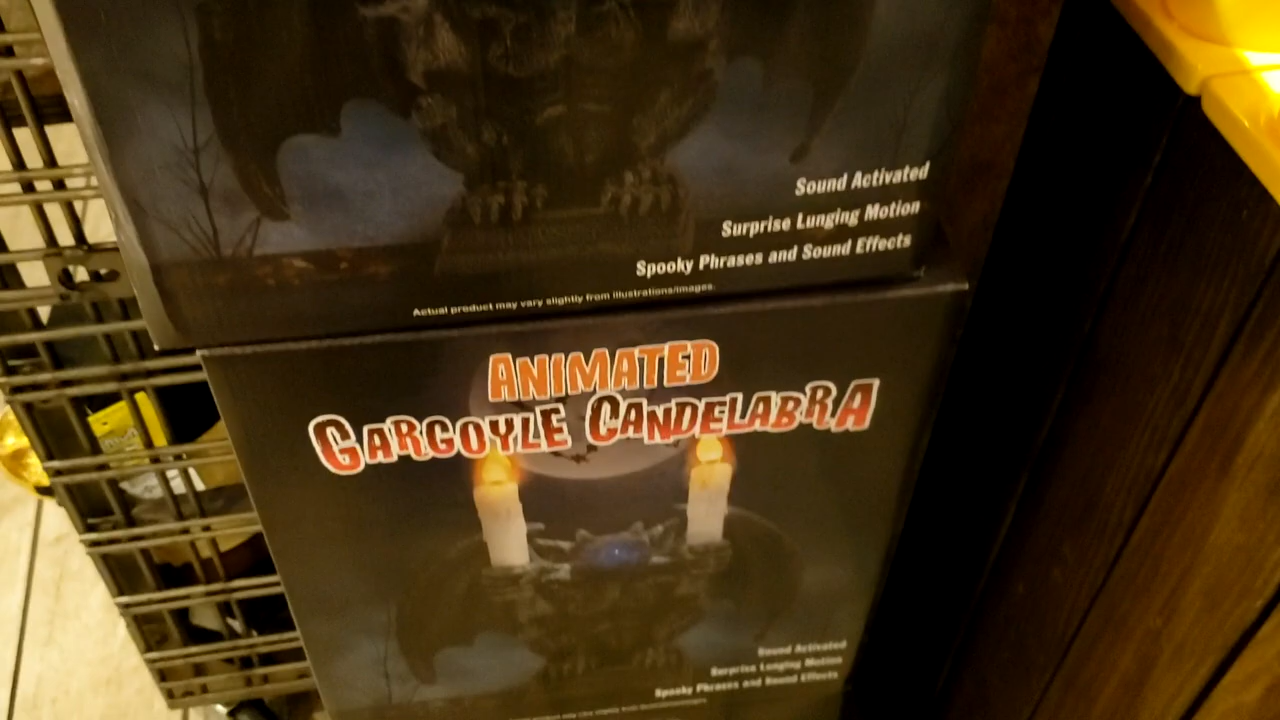 Sound Activated
Surprise Lunging Motion
Spooky Phrases and Sound Effects
Actual product may vary slightly from illustrations/images.
ANIMATED
GARGOYLE CANDELABRA
Sound Activated
Surprise Lunging Motion
Spooky Phrases and Sound Effects